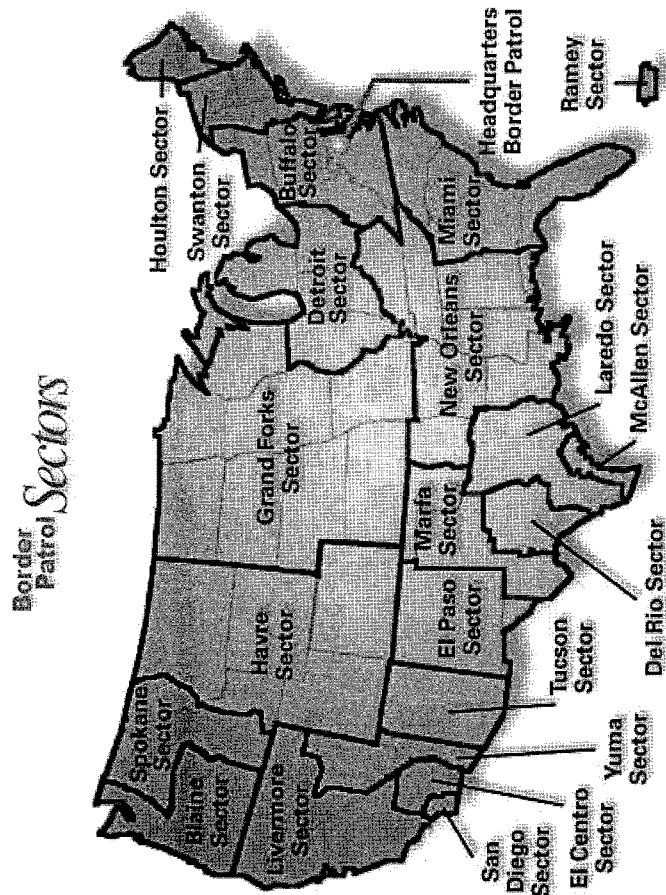 Border
Patrol Sectors
Houlton Sector
Swanton
Sector
Buffalo
Sector
Spokane
Sector
Blaine
Sector
Havre
Sector
Grand Forks
Sector
Detroit
Sector
Livermore
Sector
Headquarters
Border Patrol
San
Diego
Sector
El Centro
Sector
Yuma
Sector
Tucson
Sector
El Paso
Sector
Marfa
Sector
Del Rio Sector
New Orleans
Sector
Miami
Sector
Laredo Sector
McAllen Sector
Ramey
Sector